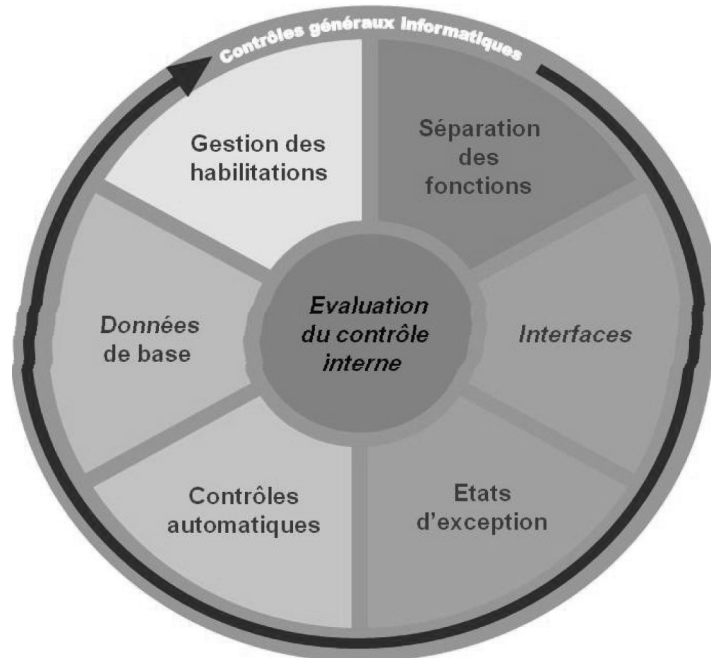 Contrôles généraux Informatiques
Gestion des
habilitations
Séparation
des
fonctions
Données
de base
Evaluation
du contrôle
interne
Interfaces
Contrôles
automatiques
Etats
d’exception